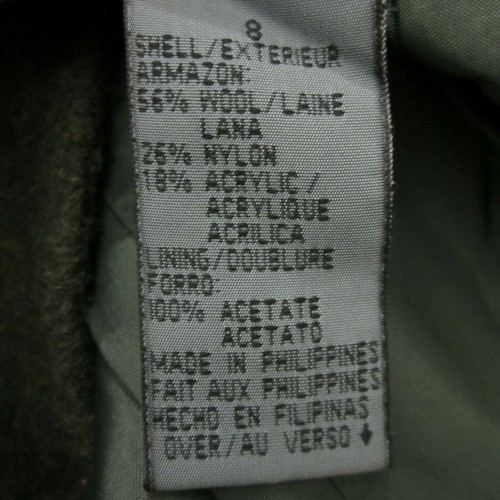 8
SHELL/EXTERIEUR
ARMAZON:
56% WOOL/LAINE
LANA
26% NYLON
18% ACRYLIC/
ACRYLIQUE
ACRILICA
LINING/DOUBLURE
FORRO:
100% ACETATE
ACETATO
MADE IN PHILIPPINES
FAIT AUX PHILIPPINES
HECHO EN FILIPINAS
OVER/AU VERSO ↓